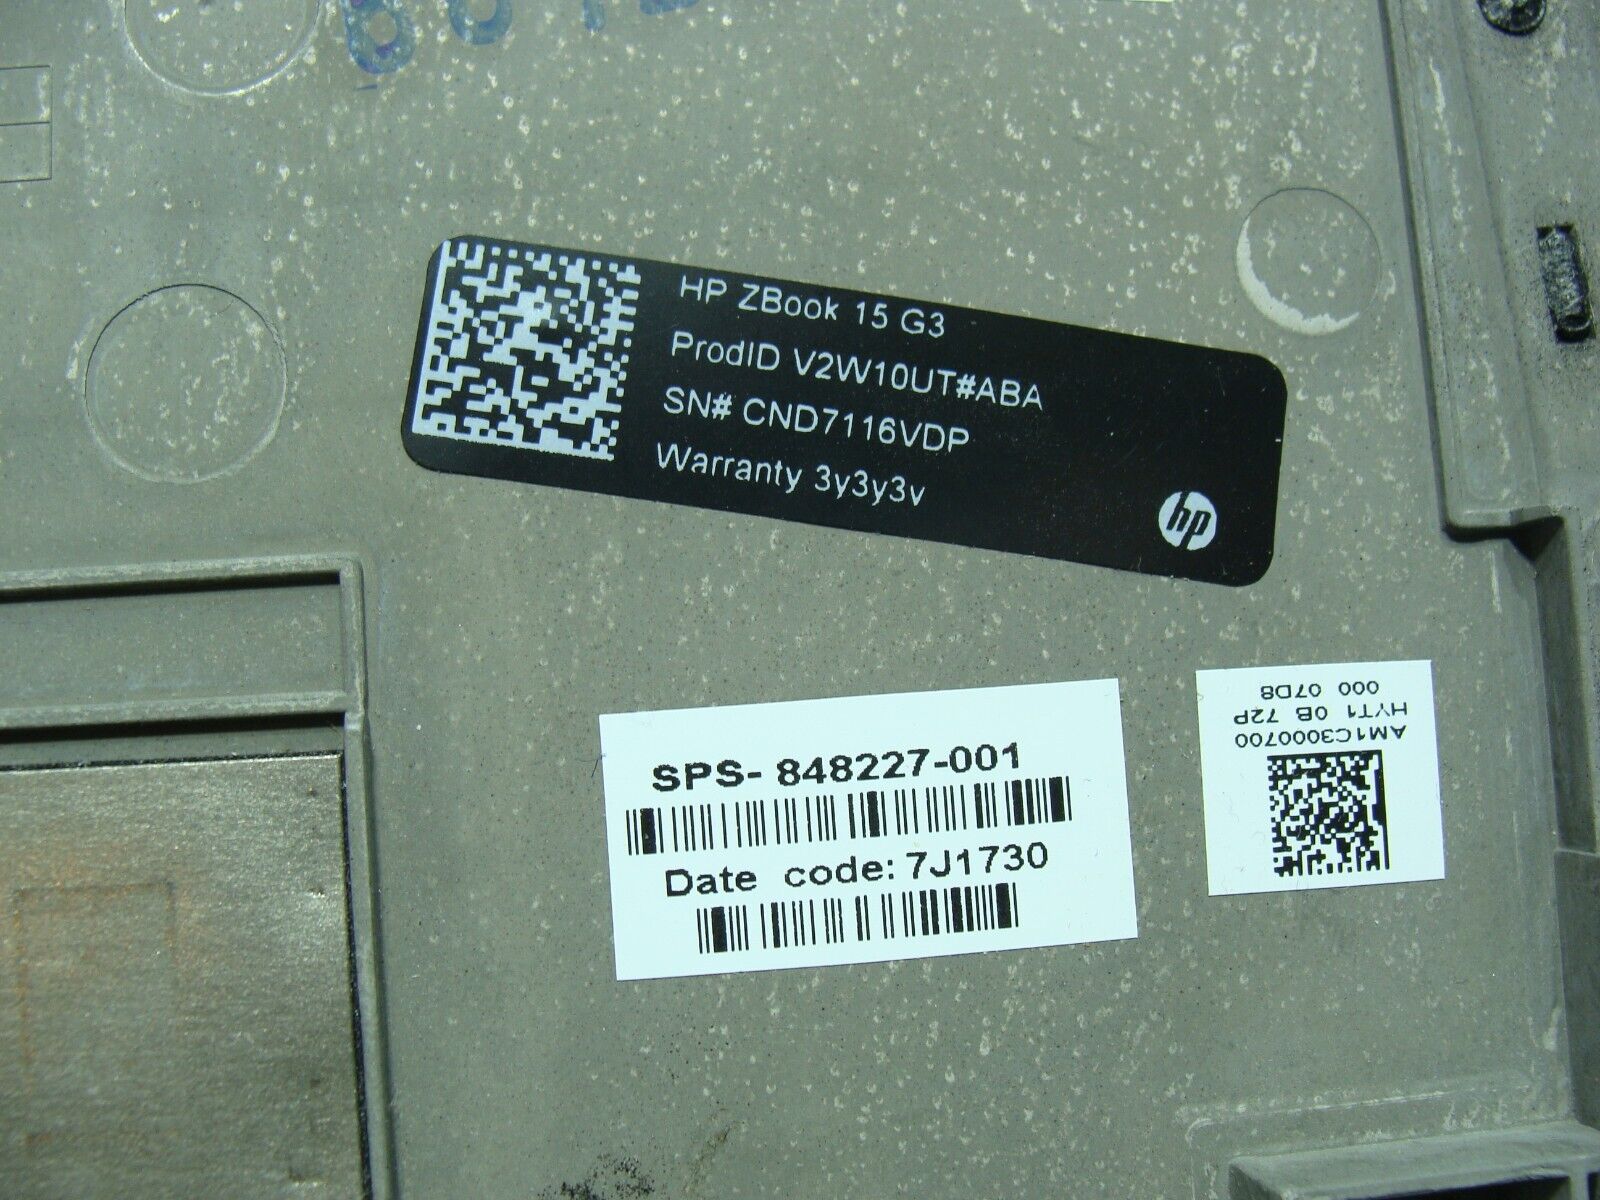 HP ZBook 15 G3
ProdID V2W10UT#ABA
SN# CND7116VDP
Warranty 3y3y3v
hp
SPS- 848227-001
Date code: 7J1730
AM1C3000700
HYT1 0B 72P
000 07D8